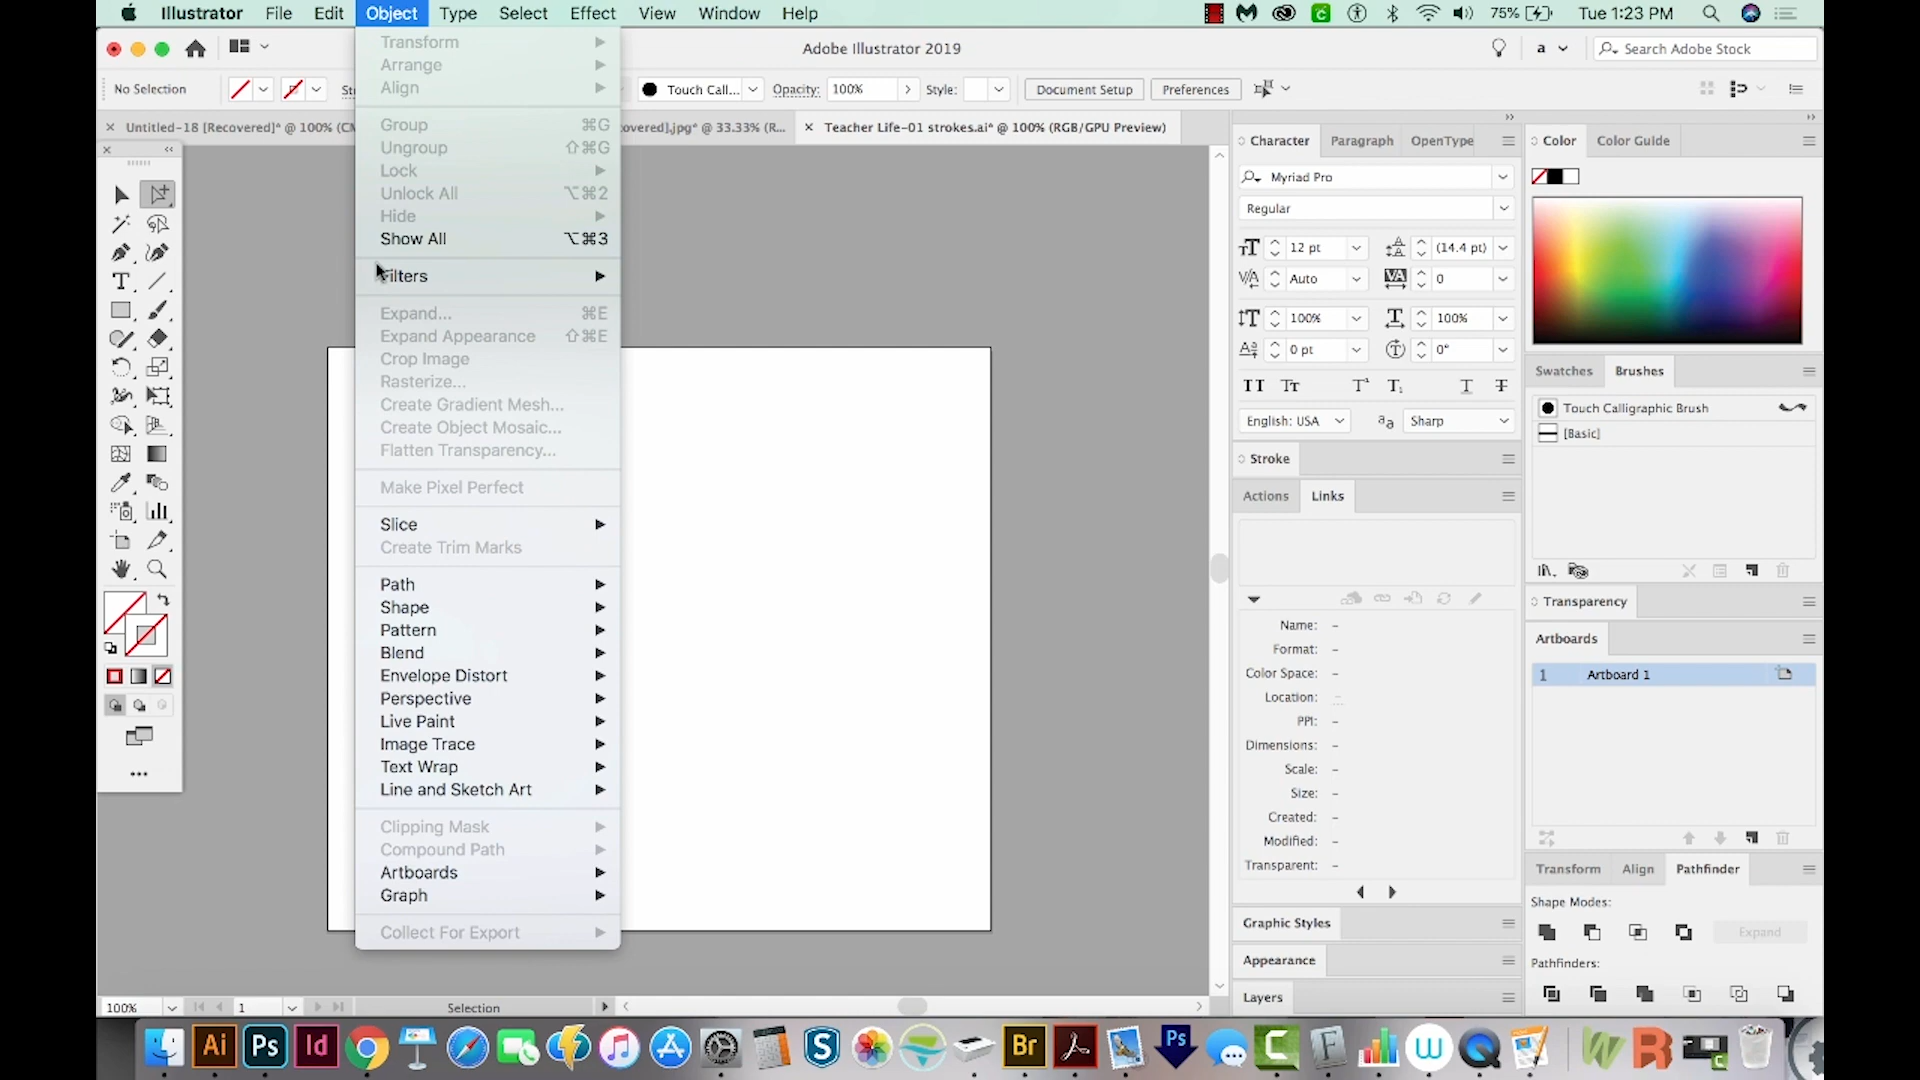 Illustrator File Edit Object Type Select Effect View Window Help 75% Tue 1:23 PM
Adobe Illustrator 2019 a Search Adobe Stock
No Selection Touch Call... Opacity: 100% Style: Document Setup Preferences
× Untitled-18 [Recovered]* @ 100% (CM overed].jpg* @ 33.33% (R... × Teacher Life-01 strokes.ai* @ 100% (RGB/GPU Preview)
Transform
Arrange
Align
Group ⌘G
Ungroup ⇧⌘G
Lock
Unlock All ⌥⌘2
Hide
Show All ⌥⌘3
Filters
Expand... ⌘E
Expand Appearance ⇧⌘E
Crop Image
Rasterize...
Create Gradient Mesh...
Create Object Mosaic...
Flatten Transparency...
Make Pixel Perfect
Slice
Create Trim Marks
Path
Shape
Pattern
Blend
Envelope Distort
Perspective
Live Paint
Image Trace
Text Wrap
Line and Sketch Art
Clipping Mask
Compound Path
Artboards
Graph
Collect For Export
100% 1 Selection
Character Paragraph OpenType
Myriad Pro
Regular
12 pt (14.4 pt)
Auto 0
100% 100%
0 pt 0°
English: USA Sharp
Stroke
Actions Links
Name: –
Format: –
Color Space: –
Location: –
PPI: –
Dimensions: –
Scale: –
Size: –
Created: –
Modified: –
Transparent: –
Graphic Styles
Appearance
Layers
Color Color Guide
Swatches Brushes
Touch Calligraphic Brush
[Basic]
Transparency
Artboards
1 Artboard 1
Transform Align Pathfinder
Shape Modes:
Expand
Pathfinders:
Ai Ps Id Br Ps